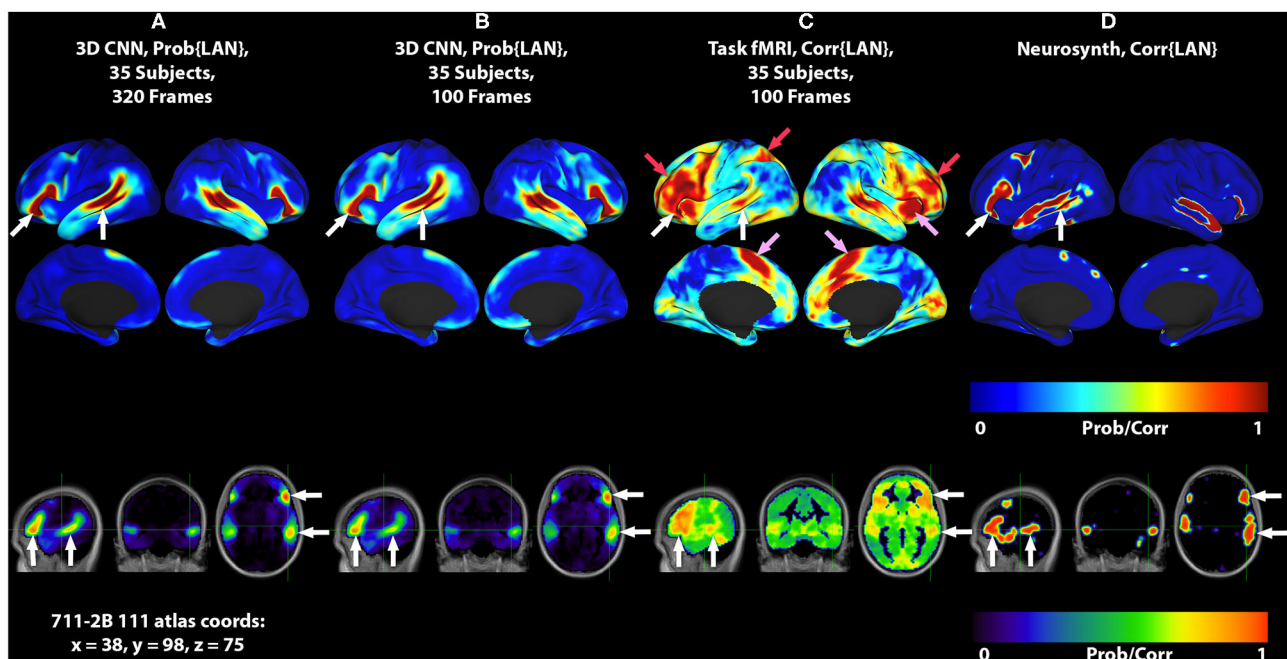 A
B
C
D
3D CNN, Prob{LAN},
35 Subjects,
320 Frames
3D CNN, Prob{LAN},
35 Subjects,
100 Frames
Task fMRI, Corr{LAN},
35 Subjects,
100 Frames
Neurosynth, Corr{LAN}
0 Prob/Corr 1
711-2B 111 atlas coords:
x = 38, y = 98, z = 75
0 Prob/Corr 1